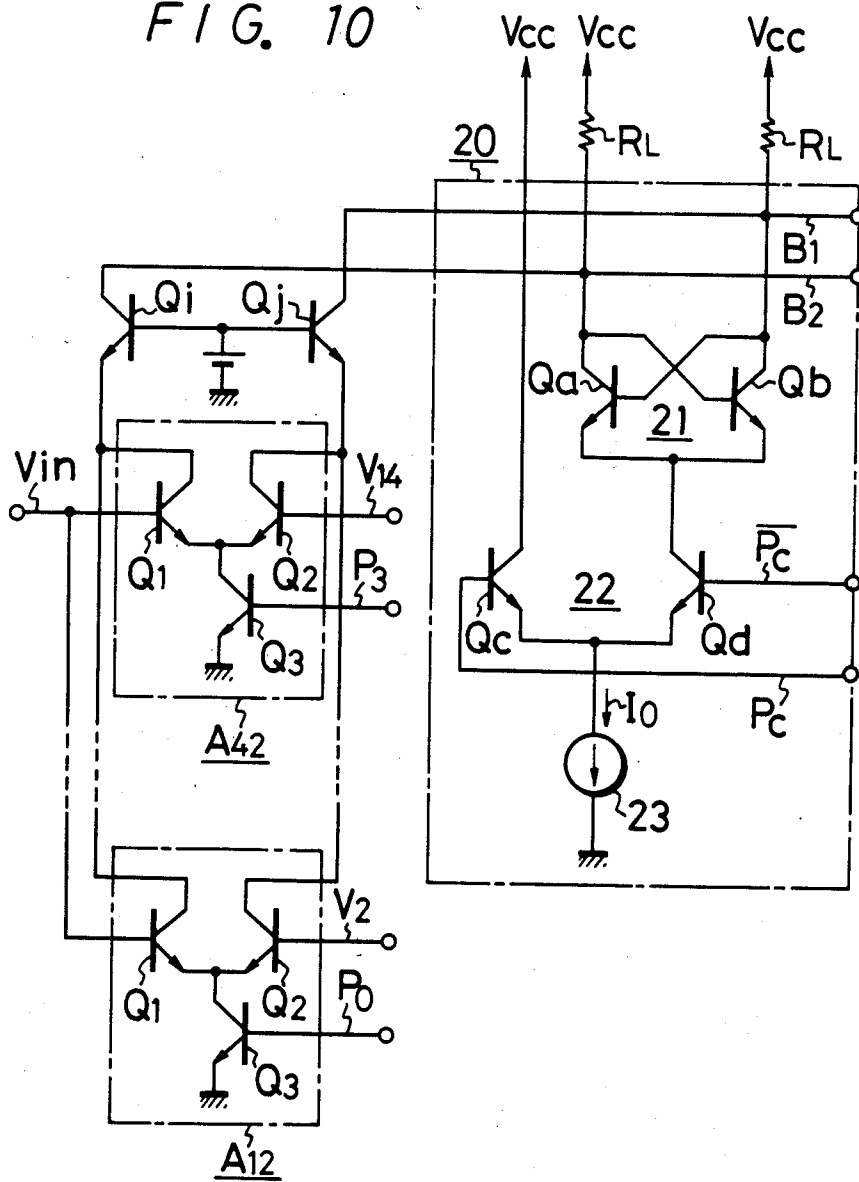 FIG. 10
Vcc Vcc Vcc
20 RL RL
B1
Qi Qj B2
Qa Qb
21
Vin V14
Pc
Q1 Q2 P3 22
Qc Qd
Q3
Pc
A42 I0
23
V2
Q1 Q2 P0
Q3
A12